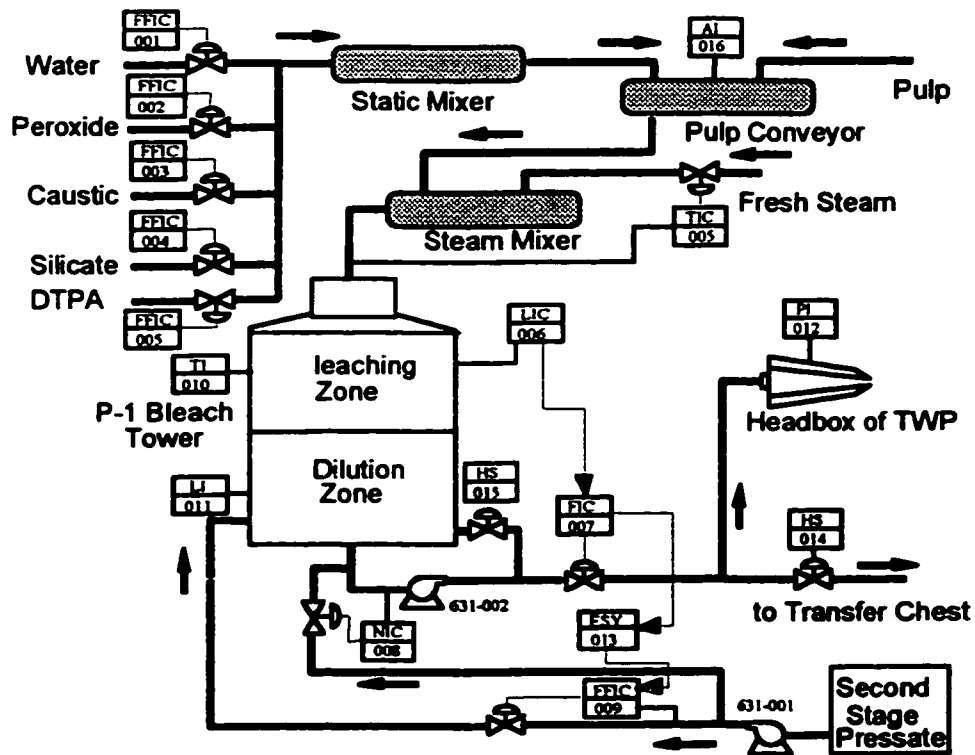 FFIC
001
Water
FFIC
002
Peroxide
FFIC
003
Caustic
FFIC
004
Silicate
DTPA
FFIC
005
Static Mixer
AI
016
Pulp
Pulp Conveyor
Fresh Steam
Steam Mixer
TIC
005
LIC
006
PI
012
leaching
Zone
TI
010
P-1 Bleach
Tower
Headbox of TWP
Dilution
Zone
HS
015
LI
011
FIC
007
HS
014
631-002
to Transfer Chest
NIC
008
FSY
013
FFIC
009
631-001
Second
Stage
Pressate